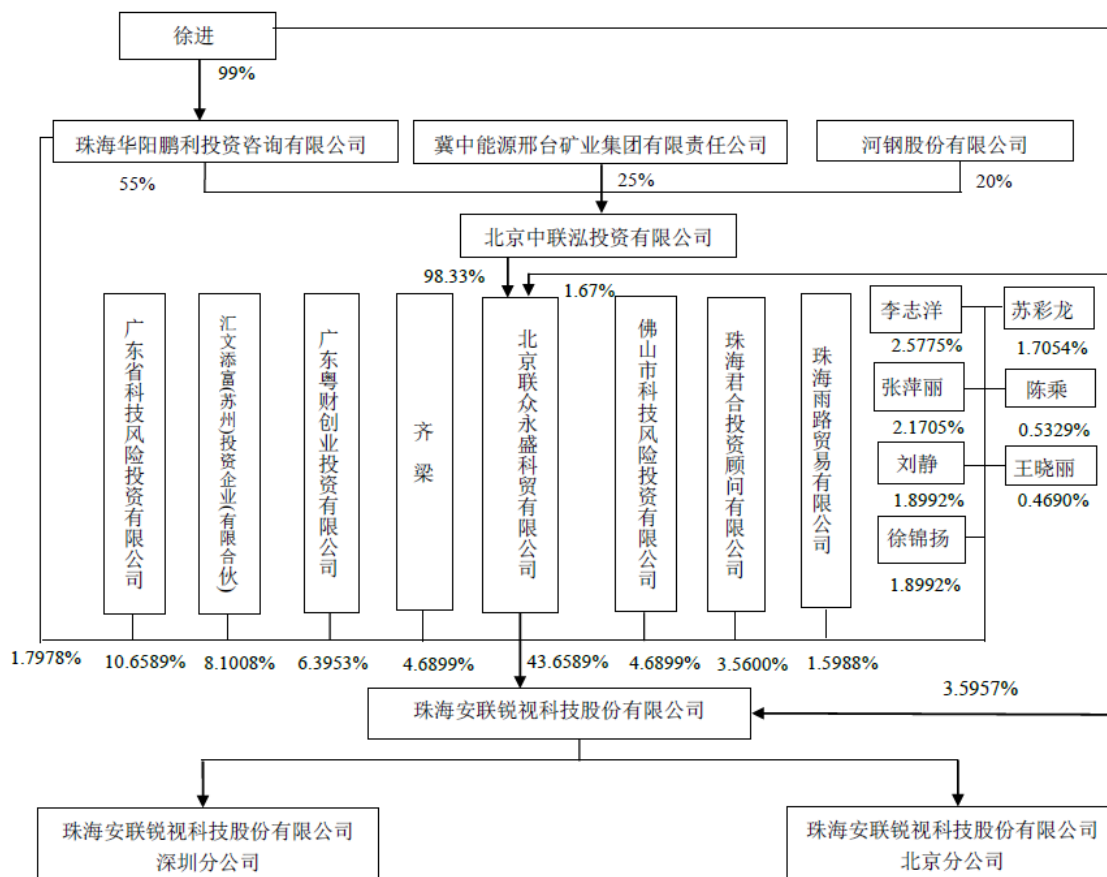 徐进
99%
珠海华阳鹏利投资咨询有限公司
冀中能源邢台矿业集团有限责任公司
河钢股份有限公司
55%
25%
20%
北京中联泓投资有限公司
98.33%
1.67%
广东省科技风险投资有限公司
汇文添富(苏州)投资企业(有限合伙)
广东粤财创业投资有限公司
齐梁
北京联众永盛科贸有限公司
佛山市科技风险投资有限公司
珠海君合投资顾问有限公司
珠海雨路贸易有限公司
李志洋
苏彩龙
2.5775%
1.7054%
张萍丽
陈乘
2.1705%
0.5329%
刘静
王晓丽
1.8992%
0.4690%
徐锦扬
1.8992%
1.7978%
10.6589%
8.1008%
6.3953%
4.6899%
43.6589%
4.6899%
3.5600%
1.5988%
3.5957%
珠海安联锐视科技股份有限公司
珠海安联锐视科技股份有限公司
深圳分公司
珠海安联锐视科技股份有限公司
北京分公司